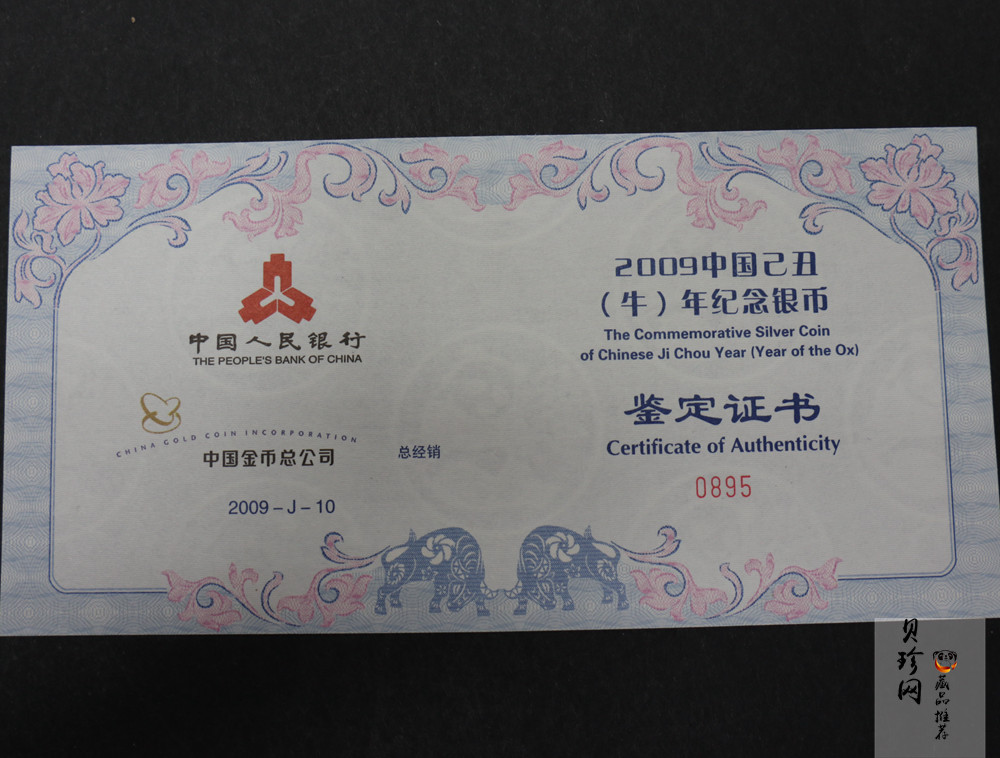 中国人民银行
THE PEOPLE'S BANK OF CHINA
CHINA GOLD COIN INCORPORATION
中国金币总公司
总经销
2009-J-10
2009中国己丑
（牛）年纪念银币
The Commemorative Silver Coin
of Chinese Ji Chou Year (Year of the Ox)
鉴定证书
Certificate of Authenticity
0895
贝珍网
藏品推荐